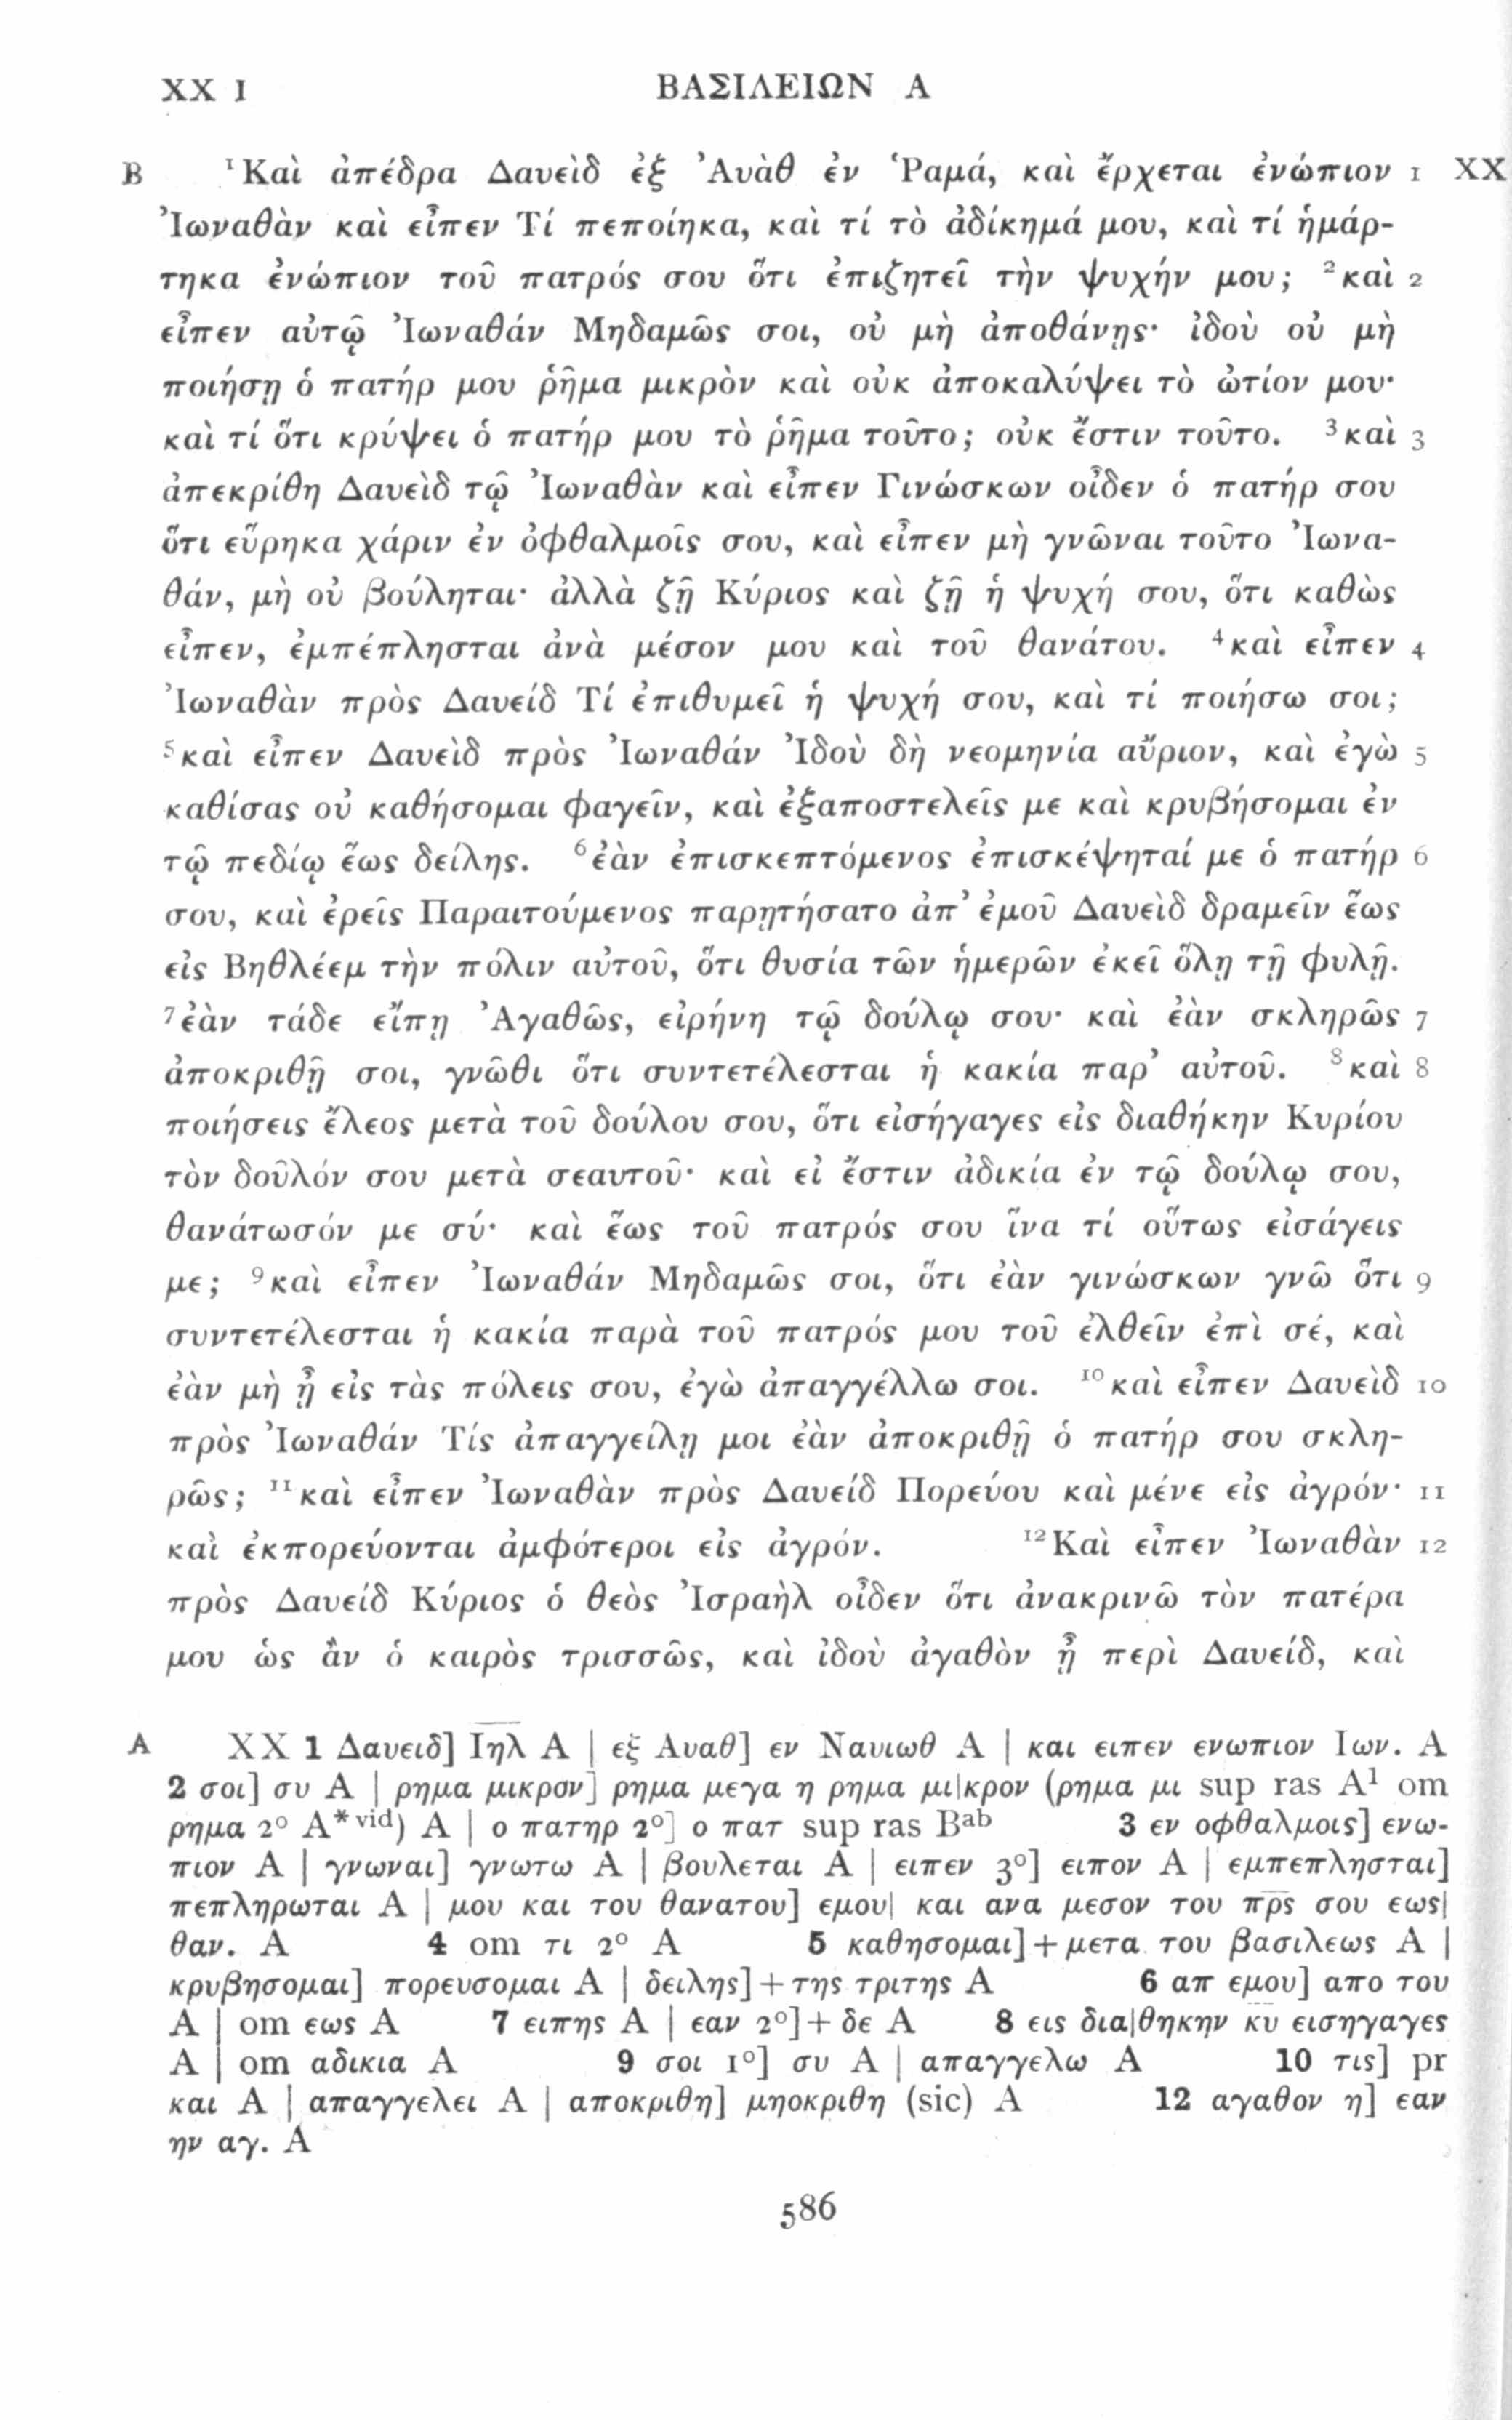 XX 1 ΒΑΣΙΛΕΙΩΝ Α
B ¹Καὶ ἀπέδρα Δαυεὶδ ἐξ Ἀυὰθ ἐν Ῥαμά, καὶ ἔρχεται ἐνώπιον 1 XX
Ἰωναθὰν καὶ εἶπεν Τί πεποίηκα, καὶ τί τὸ ἀδίκημά μου, καὶ τί ἡμάρ-
τηκα ἐνώπιον τοῦ πατρός σου ὅτι ἐπιζητεῖ τὴν ψυχήν μου; ²καὶ 2
εἶπεν αὐτῷ Ἰωναθάν Μηδαμῶς σοι, οὐ μὴ ἀποθάνῃς· ἰδοὺ οὐ μὴ
ποιήσῃ ὁ πατήρ μου ῥῆμα μικρὸν καὶ οὐκ ἀποκαλύψει τὸ ὠτίον μου·
καὶ τί ὅτι κρύψει ὁ πατήρ μου τὸ ῥῆμα τοῦτο; οὐκ ἔστιν τοῦτο. ³καὶ 3
ἀπεκρίθη Δαυεὶδ τῷ Ἰωναθὰν καὶ εἶπεν Γινώσκων οἶδεν ὁ πατήρ σου
ὅτι εὕρηκα χάριν ἐν ὀφθαλμοῖς σου, καὶ εἶπεν μὴ γνῶναι τοῦτο Ἰωνα-
θάν, μὴ οὐ βούληται· ἀλλὰ ζῇ Κύριος καὶ ζῇ ἡ ψυχή σου, ὅτι καθὼς
εἶπεν, ἐμπέπλησται ἀνὰ μέσον μου καὶ τοῦ θανάτου. ⁴καὶ εἶπεν 4
Ἰωναθὰν πρὸς Δαυείδ Τί ἐπιθυμεῖ ἡ ψυχή σου, καὶ τί ποιήσω σοι;
⁵καὶ εἶπεν Δαυεὶδ πρὸς Ἰωναθάν Ἰδοὺ δὴ νεομηνία αὔριον, καὶ ἐγὼ 5
καθίσας οὐ καθήσομαι φαγεῖν, καὶ ἐξαποστελεῖς με καὶ κρυβήσομαι ἐν
τῷ πεδίῳ ἕως δείλης. ⁶ἐὰν ἐπισκεπτόμενος ἐπισκέψηταί με ὁ πατήρ 6
σου, καὶ ἐρεῖς Παραιτούμενος παρῃτήσατο ἀπ' ἐμοῦ Δαυεὶδ δραμεῖν ἕως
εἰς Βηθλέεμ τὴν πόλιν αὐτοῦ, ὅτι θυσία τῶν ἡμερῶν ἐκεῖ ὅλῃ τῇ φυλῇ.
⁷ἐὰν τάδε εἴπῃ Ἀγαθῶς, εἰρήνη τῷ δούλῳ σου· καὶ ἐὰν σκληρῶς 7
ἀποκριθῇ σοι, γνῶθι ὅτι συντετέλεσται ἡ κακία παρ' αὐτοῦ. ⁸καὶ 8
ποιήσεις ἔλεος μετὰ τοῦ δούλου σου, ὅτι εἰσήγαγες εἰς διαθήκην Κυρίου
τὸν δοῦλόν σου μετὰ σεαυτοῦ· καὶ εἰ ἔστιν ἀδικία ἐν τῷ δούλῳ σου,
θανάτωσόν με σύ· καὶ ἕως τοῦ πατρός σου ἵνα τί οὕτως εἰσάγεις
με; ⁹καὶ εἶπεν Ἰωναθάν Μηδαμῶς σοι, ὅτι ἐὰν γινώσκων γνῶ ὅτι 9
συντετέλεσται ἡ κακία παρὰ τοῦ πατρός μου τοῦ ἐλθεῖν ἐπὶ σέ, καὶ
ἐὰν μὴ ᾖ εἰς τὰς πόλεις σου, ἐγὼ ἀπαγγέλλω σοι. ¹⁰καὶ εἶπεν Δαυεὶδ 10
πρὸς Ἰωναθάν Τίς ἀπαγγείλῃ μοι ἐὰν ἀποκριθῇ ὁ πατήρ σου σκλη-
ρῶς; ¹¹καὶ εἶπεν Ἰωναθὰν πρὸς Δαυείδ Πορεύου καὶ μένε εἰς ἀγρόν· 11
καὶ ἐκπορεύονται ἀμφότεροι εἰς ἀγρόν. ¹²Καὶ εἶπεν Ἰωναθὰν 12
πρὸς Δαυείδ Κύριος ὁ θεὸς Ἰσραὴλ οἶδεν ὅτι ἀνακρινῶ τὸν πατέρα
μου ὡς ἂν ὁ καιρὸς τρισσῶς, καὶ ἰδοὺ ἀγαθὸν ᾖ περὶ Δαυείδ, καὶ
A XX 1 Δαυειδ] Ιηλ A | εξ Αυαθ] εν Ναυιωθ A | και ειπεν ενωπιον Ιων. A
2 σοι] συ A | ρημα μικρον] ρημα μεγα η ρημα μι|κρον (ρημα μι sup ras A¹ om
ρημα 2⁰ A*ᵛⁱᵈ) A | ο πατηρ 2⁰] ο πατ sup ras Bᵃᵇ 3 εν οφθαλμοις] ενω-
πιον A | γνωναι] γνωτω A | βουλεται A | ειπεν 3⁰] ειπον A | εμπεπλησται]
πεπληρωται A | μου και του θανατου] εμου| και ανα μεσον του π̅ρ̅ς̅ σου εως|
θαν. A 4 om τι 2⁰ A 5 καθησομαι] + μετα του βασιλεως A |
κρυβησομαι] πορευσομαι A | δειλης] + της τριτης A 6 απ εμου] απο του
A | om εως A 7 ειπης A | εαν 2⁰] + δε A 8 εις δια|θηκην κ̅υ̅ εισηγαγες
A | om αδικια A 9 σοι 1⁰] συ A | απαγγελω A 10 τις] pr
και A | απαγγελει A | αποκριθη] μηοκριθη (sic) A 12 αγαθον η] εαν
ην αγ. A
586